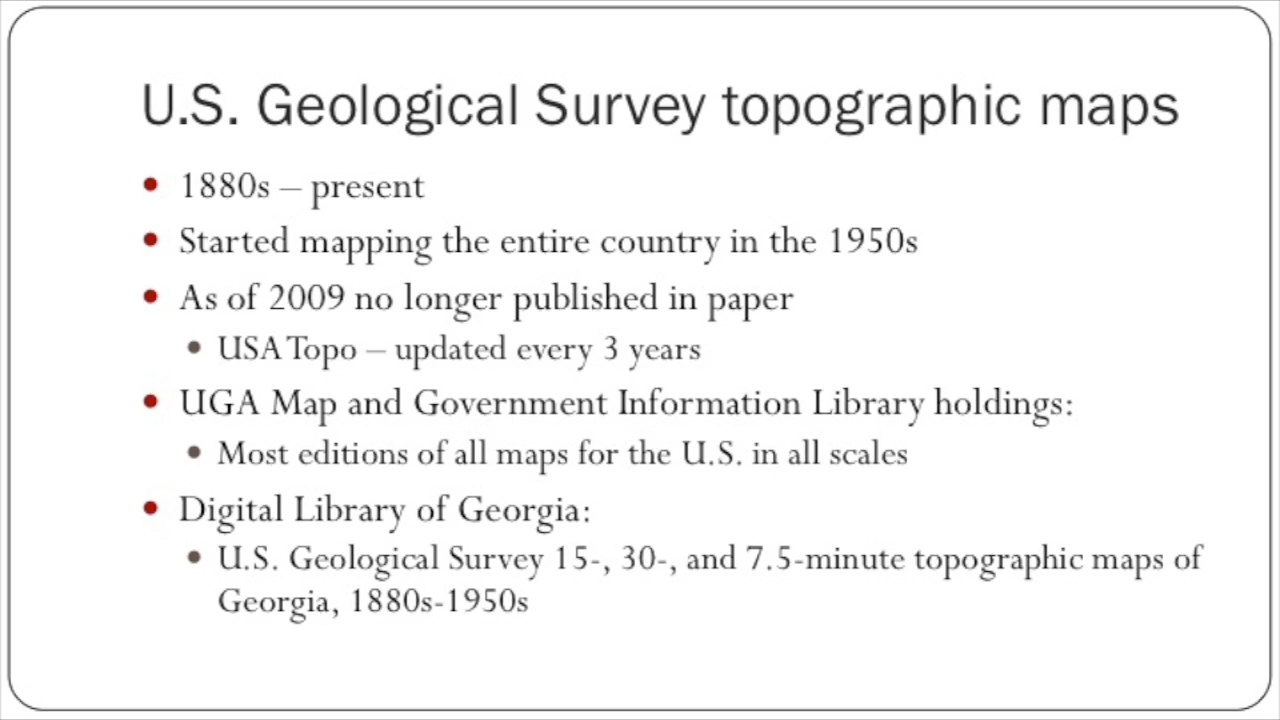 U.S. Geological Survey topographic maps
• 1880s – present
• Started mapping the entire country in the 1950s
• As of 2009 no longer published in paper
• USA Topo – updated every 3 years
• UGA Map and Government Information Library holdings:
• Most editions of all maps for the U.S. in all scales
• Digital Library of Georgia:
• U.S. Geological Survey 15-, 30-, and 7.5-minute topographic maps of
Georgia, 1880s-1950s